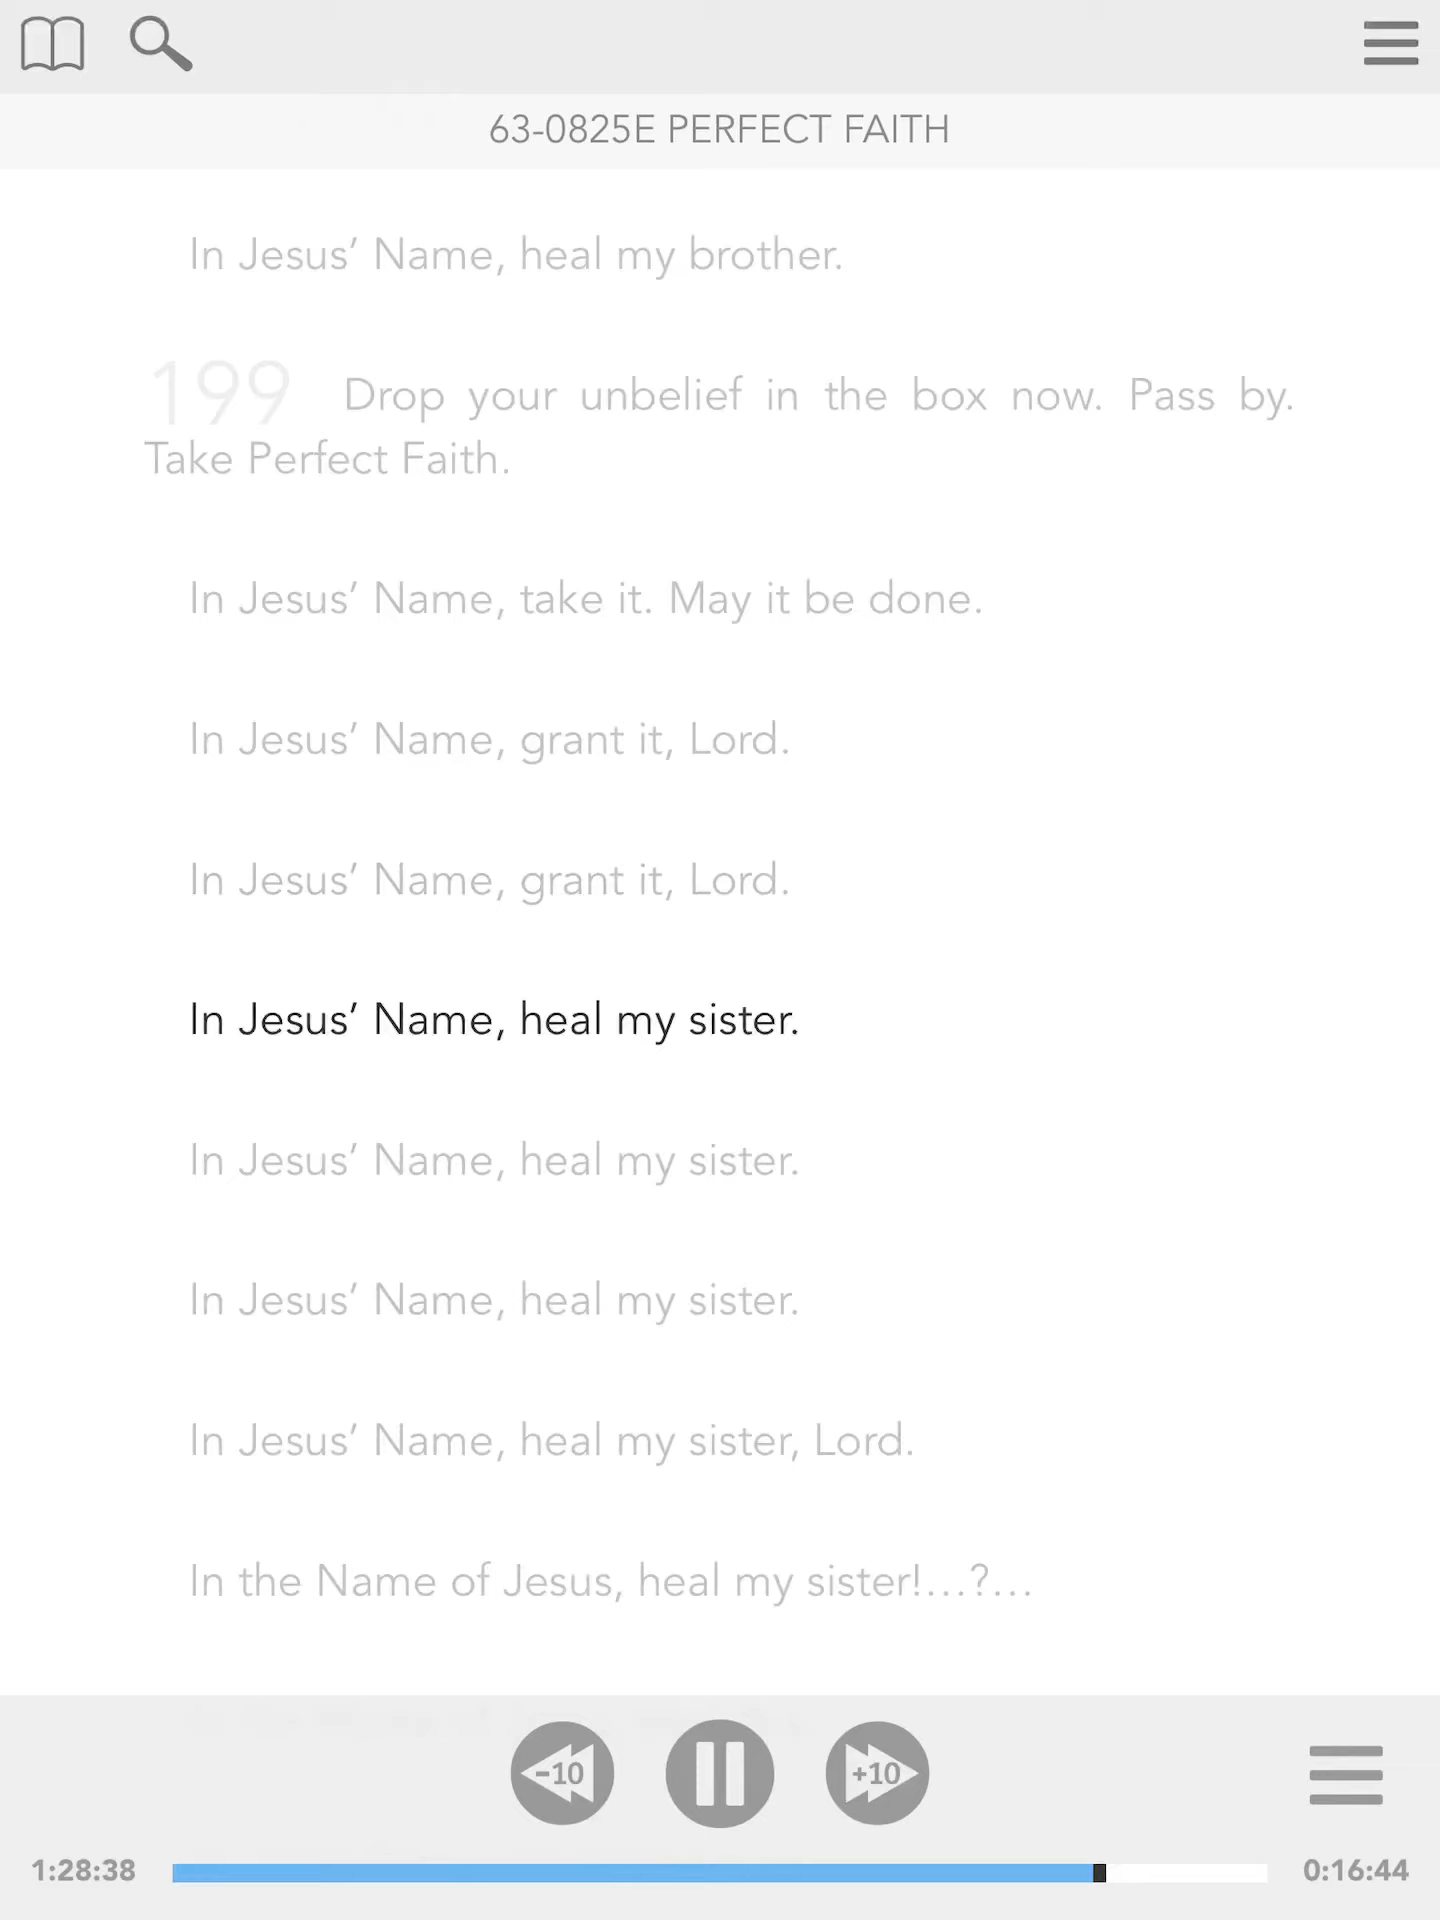 63-0825E PERFECT FAITH
In Jesus’ Name, heal my brother.
199 Drop your unbelief in the box now. Pass by.
Take Perfect Faith.
In Jesus’ Name, take it. May it be done.
In Jesus’ Name, grant it, Lord.
In Jesus’ Name, grant it, Lord.
In Jesus’ Name, heal my sister.
In Jesus’ Name, heal my sister.
In Jesus’ Name, heal my sister.
In Jesus’ Name, heal my sister, Lord.
In the Name of Jesus, heal my sister!...?...
-10 +10
1:28:38 0:16:44